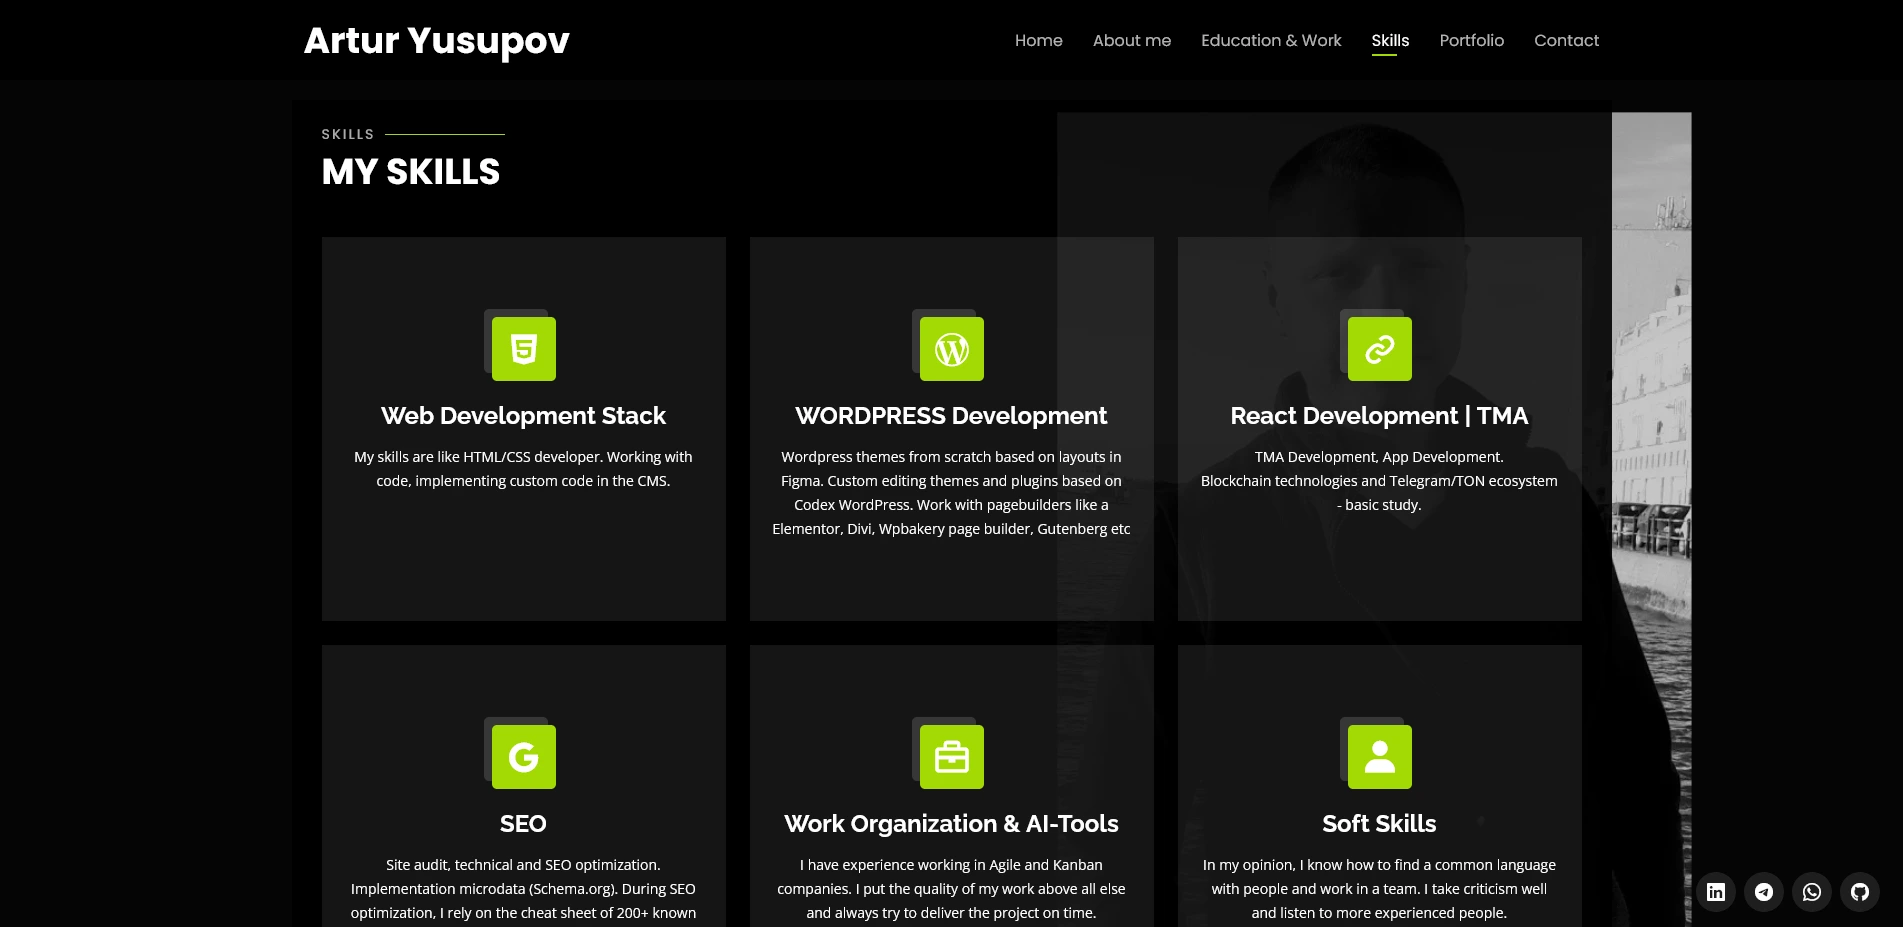 Artur Yusupov
Home
About me
Education & Work
Skills
Portfolio
Contact
SKILLS
MY SKILLS
Web Development Stack
My skills are like HTML/CSS developer. Working with
code, implementing custom code in the CMS.
WORDPRESS Development
Wordpress themes from scratch based on layouts in
Figma. Custom editing themes and plugins based on
Codex WordPress. Work with pagebuilders like a
Elementor, Divi, Wpbakery page builder, Gutenberg etc
React Development | TMA
TMA Development, App Development.
Blockchain technologies and Telegram/TON ecosystem
- basic study.
SEO
Site audit, technical and SEO optimization.
Implementation microdata (Schema.org). During SEO
optimization, I rely on the cheat sheet of 200+ known
Work Organization & AI-Tools
I have experience working in Agile and Kanban
companies. I put the quality of my work above all else
and always try to deliver the project on time.
Soft Skills
In my opinion, I know how to find a common language
with people and work in a team. I take criticism well
and listen to more experienced people.